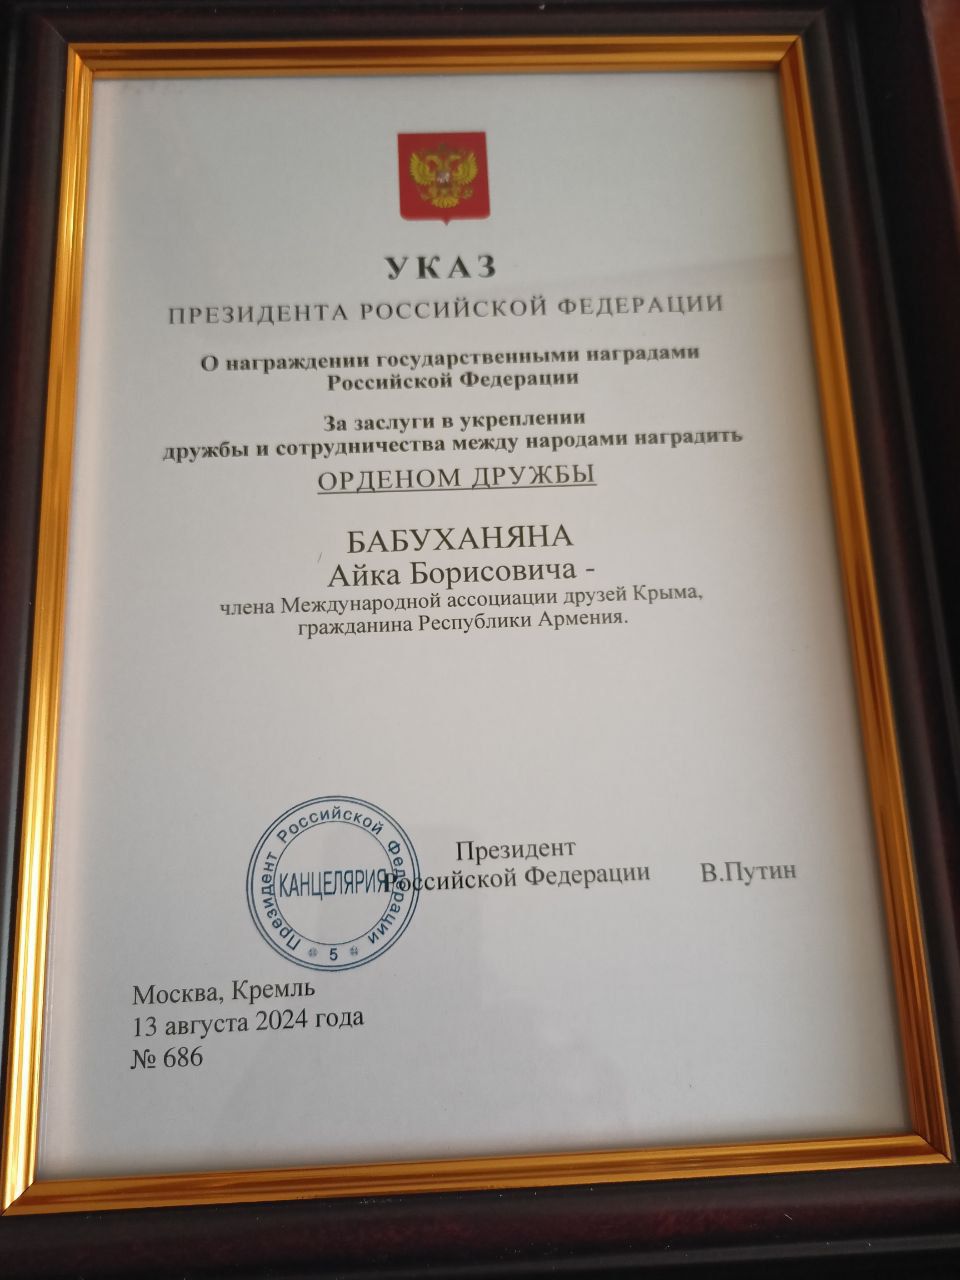 УКАЗ
ПРЕЗИДЕНТА РОССИЙСКОЙ ФЕДЕРАЦИИ
О награждении государственными наградами
Российской Федерации
За заслуги в укреплении
дружбы и сотрудничества между народами наградить
ОРДЕНОМ ДРУЖБЫ
БАБУХАНЯНА
Айка Борисовича -
члена Международной ассоциации друзей Крыма,
гражданина Республики Армения.
Президент Российской Федерации
КАНЦЕЛЯРИЯ
5
Президент
Российской Федерации
В.Путин
Москва, Кремль
13 августа 2024 года
№ 686